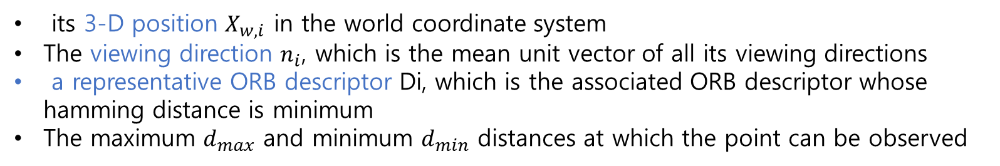 • its 3-D position X_{w,i} in the world coordinate system
• The viewing direction n_i, which is the mean unit vector of all its viewing directions
• a representative ORB descriptor Di, which is the associated ORB descriptor whose
hamming distance is minimum
• The maximum d_{max} and minimum d_{min} distances at which the point can be observed